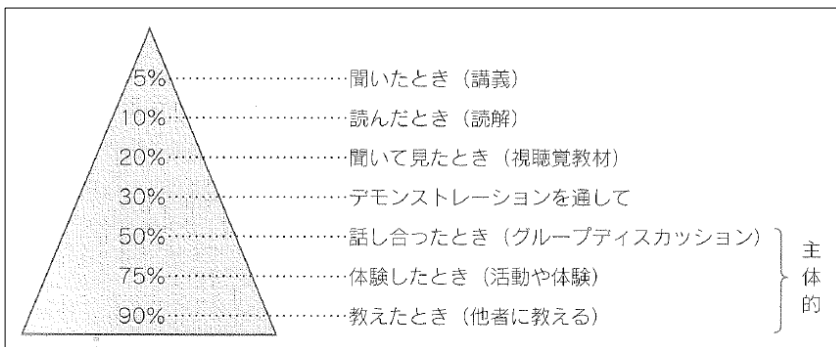 5%‥‥‥‥聞いたとき（講義）
10%‥‥‥‥読んだとき（読解）
20%‥‥‥‥聞いて見たとき（視聴覚教材）
30%‥‥‥‥デモンストレーションを通して
50%‥‥‥‥話し合ったとき（グループディスカッション）
75%‥‥‥‥体験したとき（活動や体験）
90%‥‥‥‥教えたとき（他者に教える）
主体的